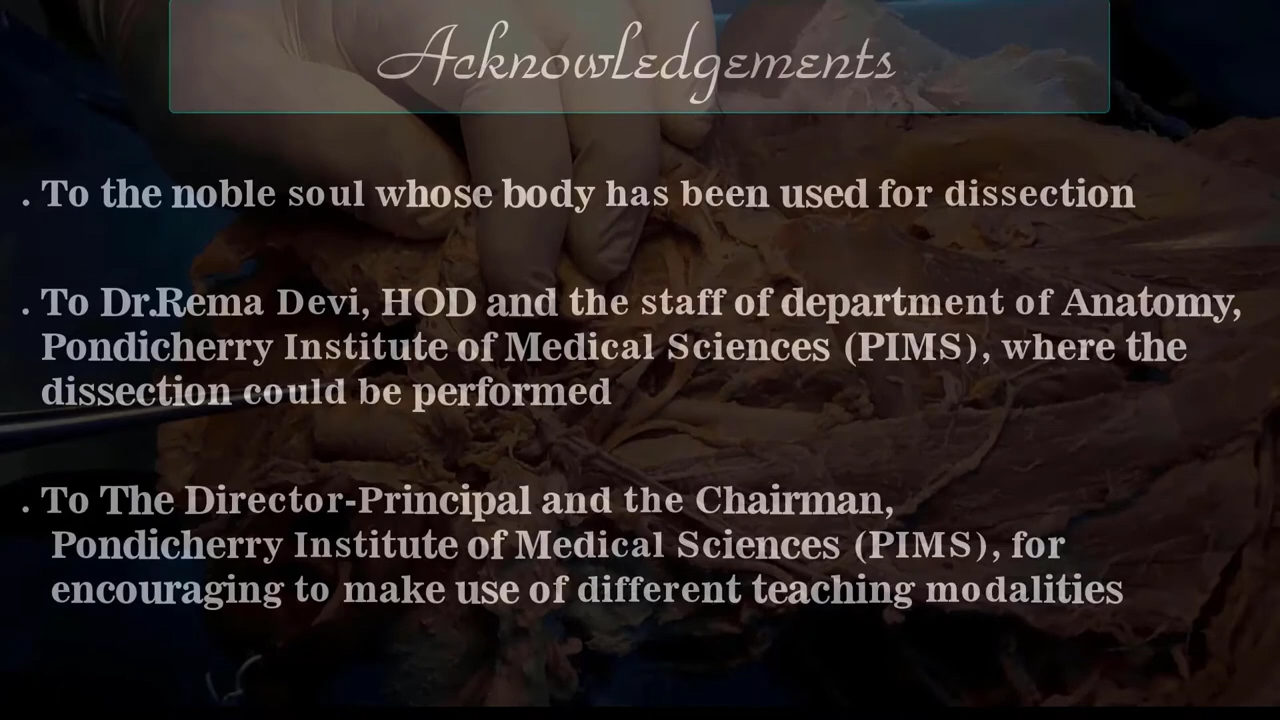 Acknowledgements
. To the noble soul whose body has been used for dissection
. To Dr.Rema Devi, HOD and the staff of department of Anatomy,
Pondicherry Institute of Medical Sciences (PIMS), where the
dissection could be performed
. To The Director-Principal and the Chairman,
Pondicherry Institute of Medical Sciences (PIMS), for
encouraging to make use of different teaching modalities